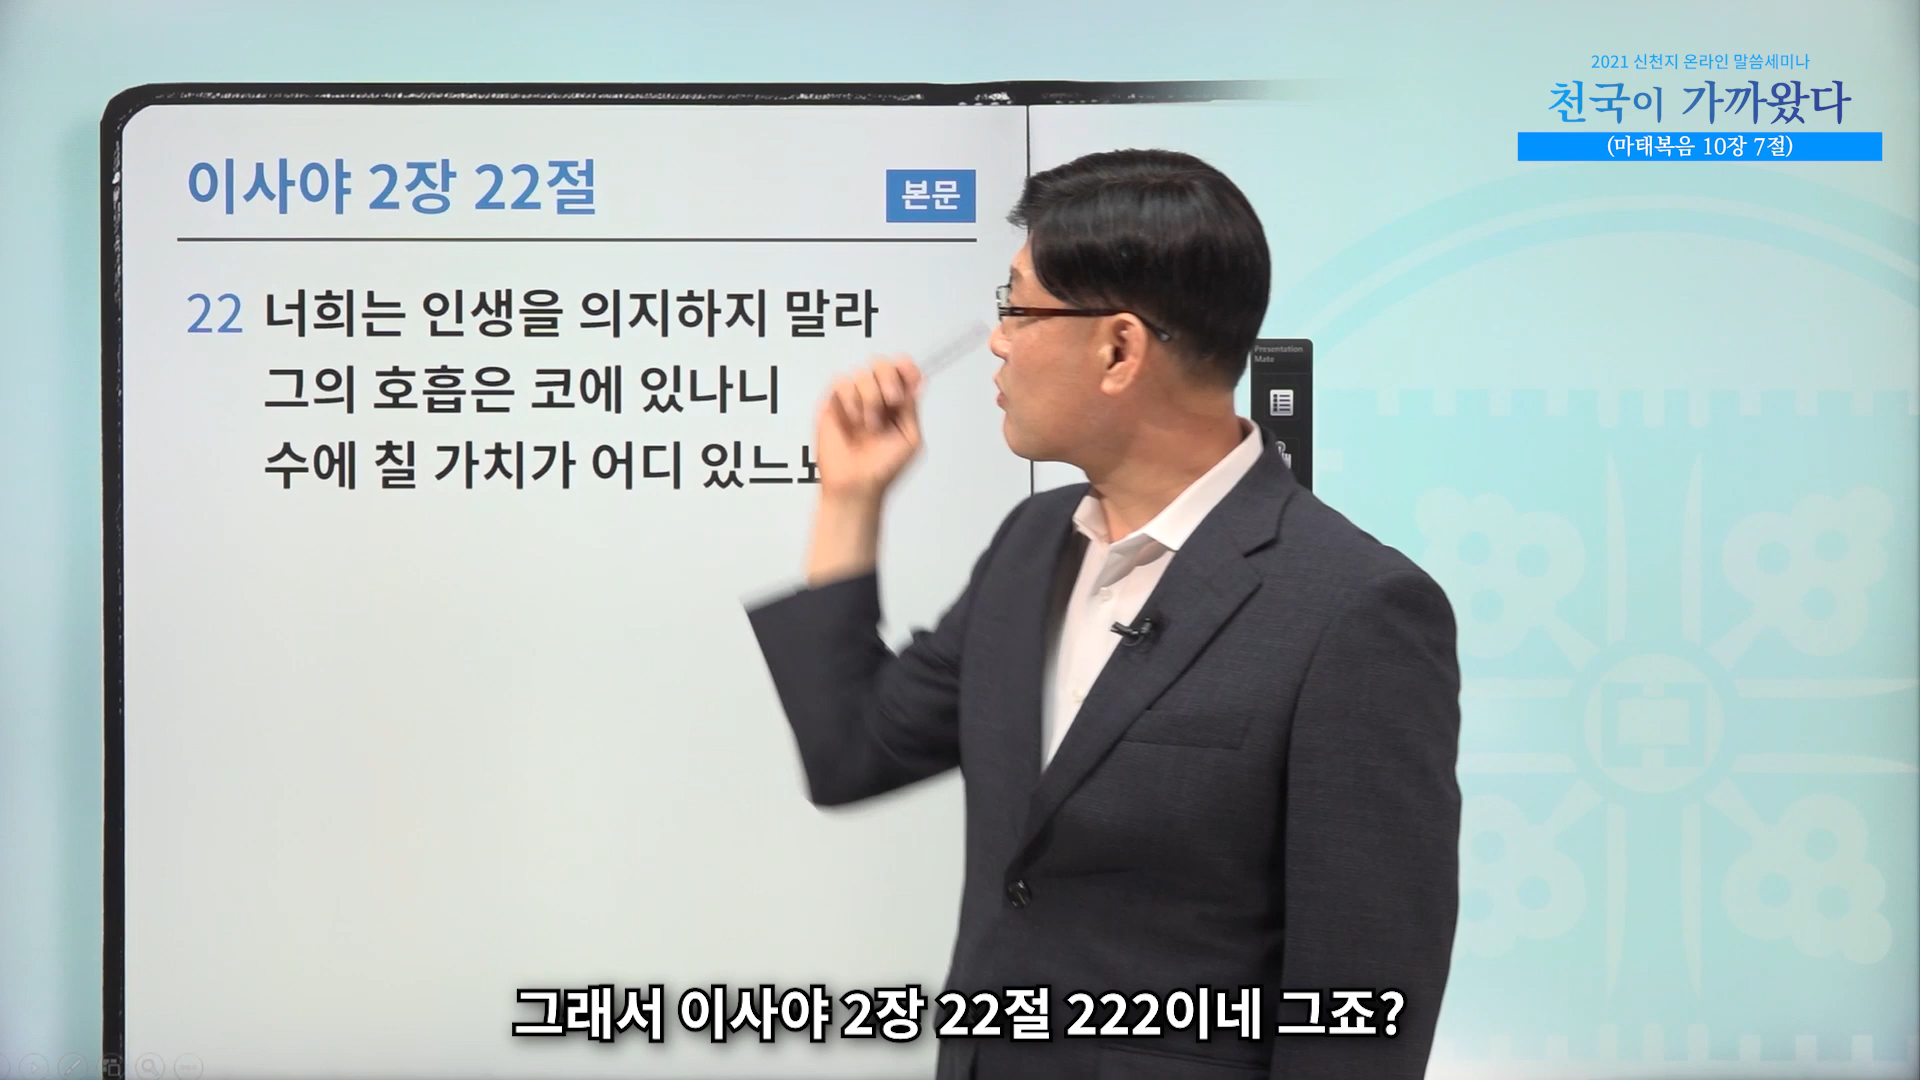 2021 신천지 온라인 말씀세미나
천국이 가까왔다
(마태복음 10장 7절)
이사야 2장 22절
본문
22 너희는 인생을 의지하지 말라
그의 호흡은 코에 있나니
수에 칠 가치가 어디
Presentation
Mate
그래서 이사야 2장 22절 222이네 그죠?